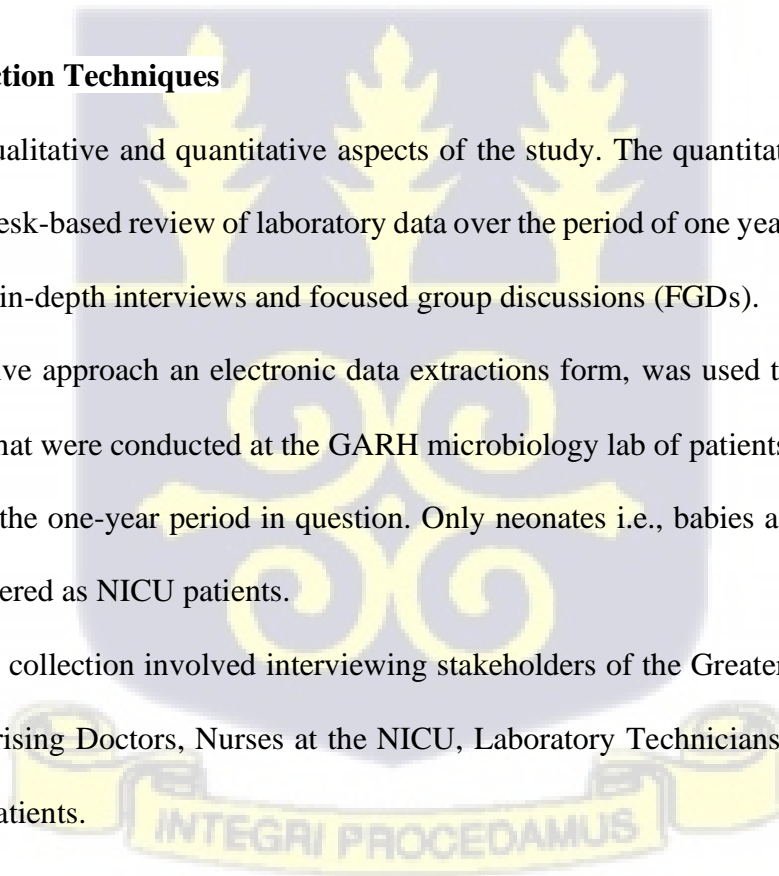 ction Techniques
ualitative and quantitative aspects of the study. The quantitat
esk-based review of laboratory data over the period of one yea
in-depth interviews and focused group discussions (FGDs).
ive approach an electronic data extractions form, was used t
hat were conducted at the GARH microbiology lab of patients
the one-year period in question. Only neonates i.e., babies a
ered as NICU patients.
collection involved interviewing stakeholders of the Greater
rising Doctors, Nurses at the NICU, Laboratory Technicians
atients.
INTEGRI PROCEDAMUS